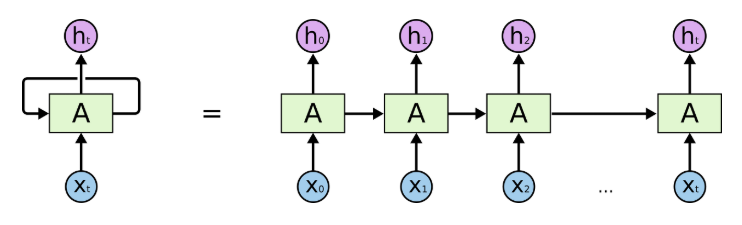 hₜ h₀ h₁ h₂ hₜ
A = A A A A
xₜ x₀ x₁ x₂ ... xₜ